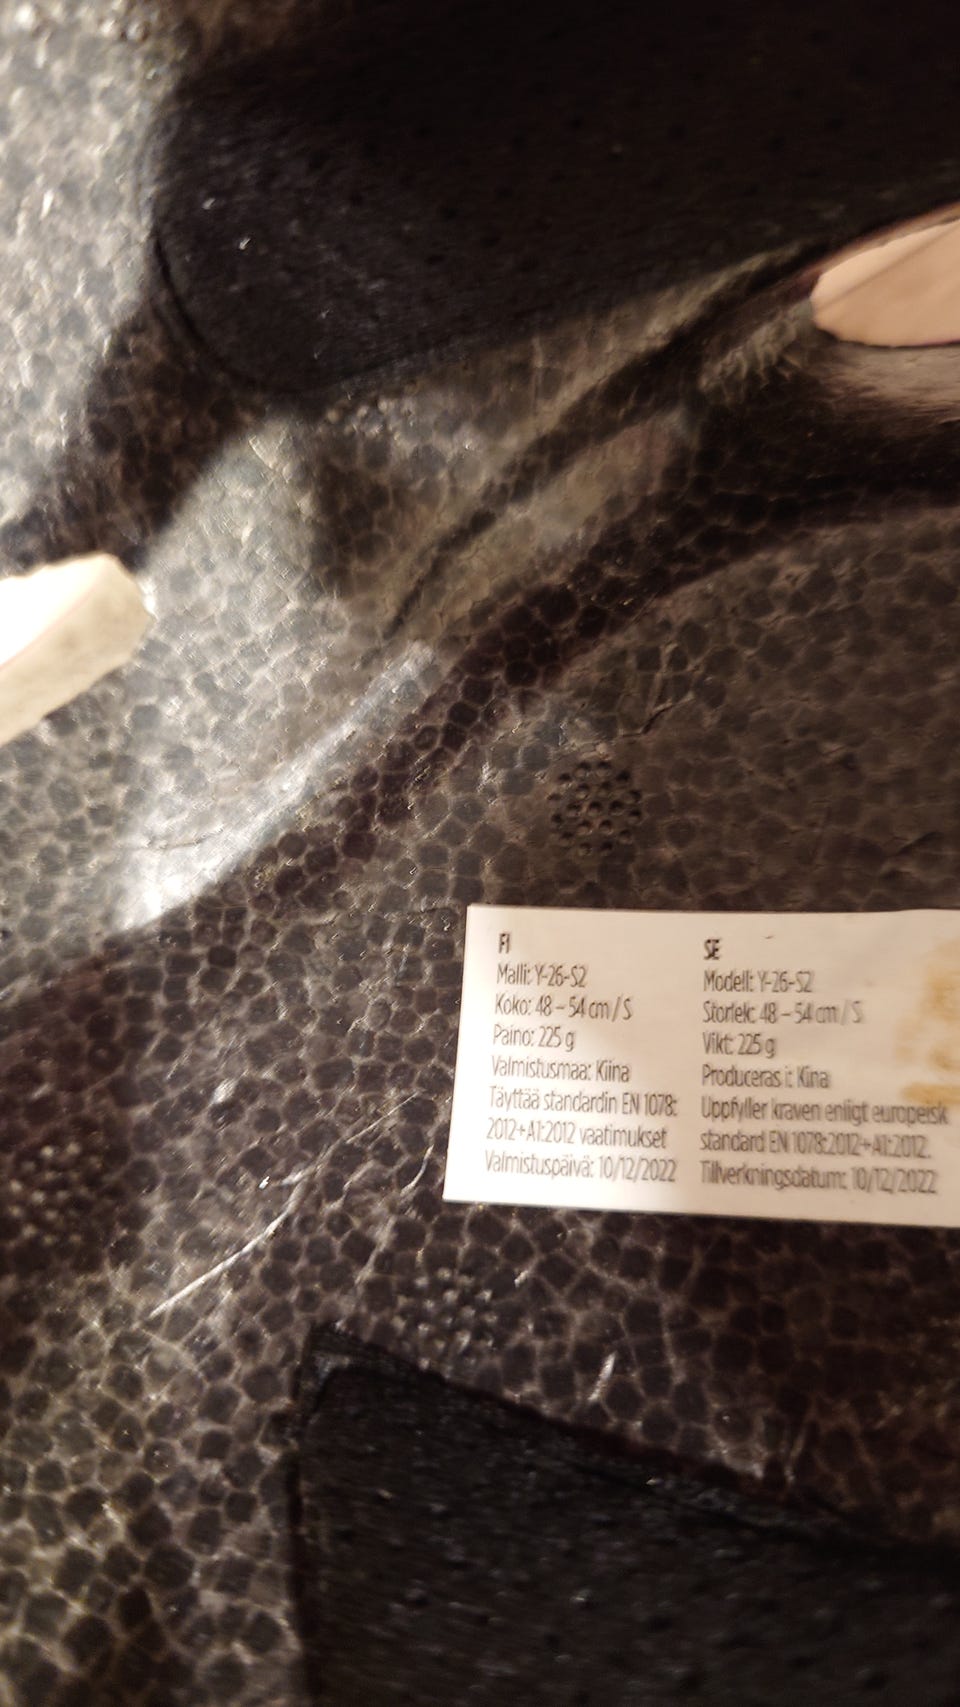 FI
Malli: Y-26-S2
Koko: 48 – 54 cm / S
Paino: 225 g
Valmistusmaa: Kiina
Täyttää standardin EN 1078:
2012+A1:2012 vaatimukset
Valmistuspäivä: 10/12/2022
SE
Modell: Y-26-S2
Storlek: 48 – 54 cm / S
Vikt: 225 g
Produceras i: Kina
Uppfyller kraven enligt europeisk
standard EN 1078:2012+A1:2012.
Tillverkningsdatum: 10/12/2022